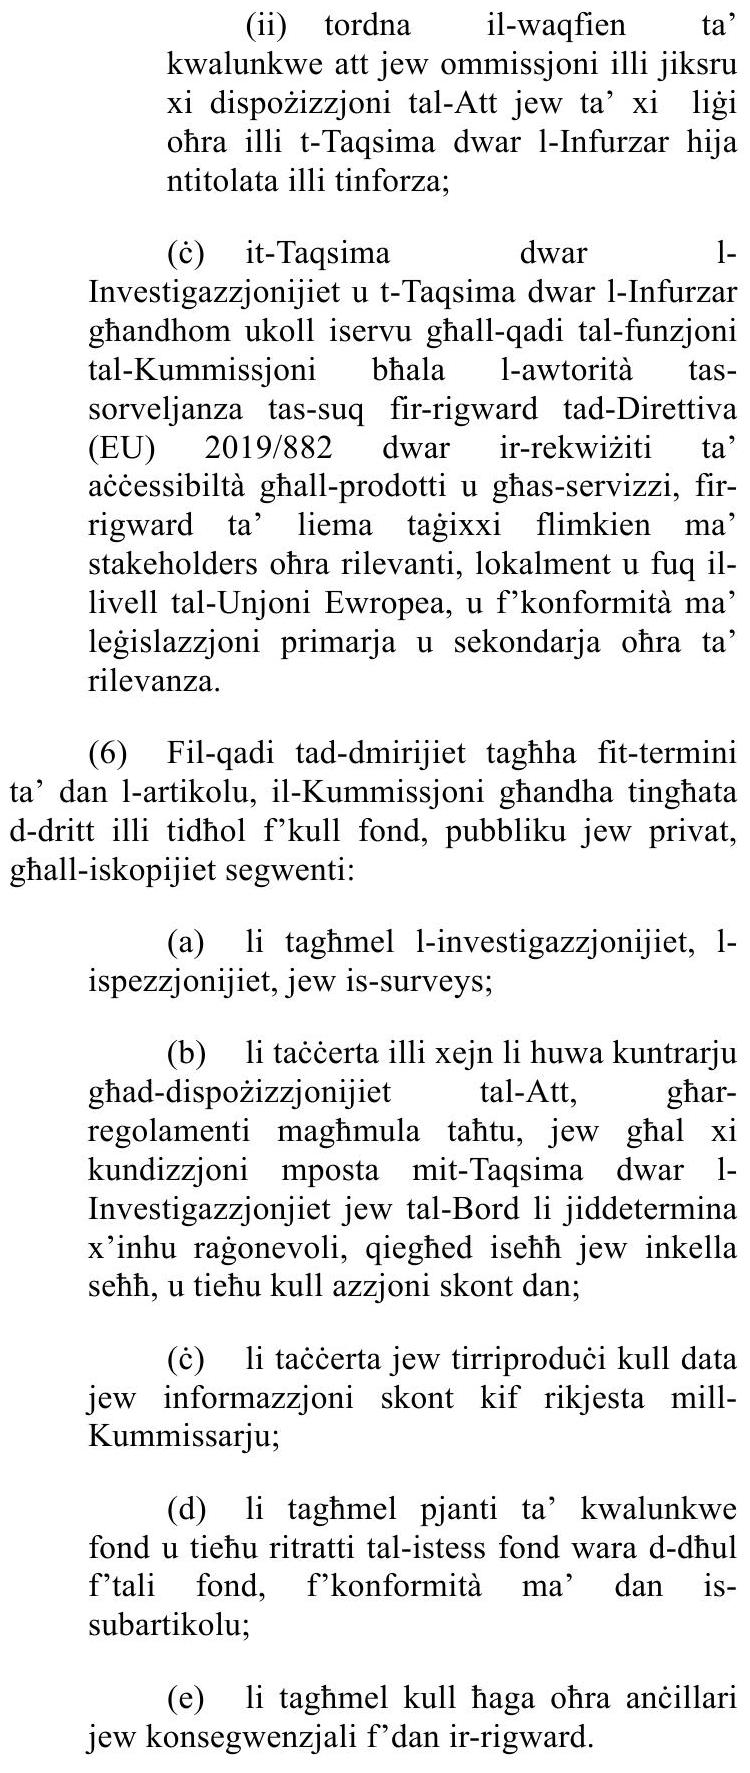 (ii) tordna il-waqfien ta’
kwalunkwe att jew ommissjoni illi jiksru
xi dispożizzjoni tal-Att jew ta’ xi liġi
oħra illi t-Taqsima dwar l-Infurzar hija
ntitolata illi tinforza;
(ċ) it-Taqsima dwar l-
Investigazzjonijiet u t-Taqsima dwar l-Infurzar
għandhom ukoll iservu għall-qadi tal-funzjoni
tal-Kummissjoni bħala l-awtorità tas-
sorveljanza tas-suq fir-rigward tad-Direttiva
(EU) 2019/882 dwar ir-rekwiżiti ta’
aċċessibiltà għall-prodotti u għas-servizzi, fir-
rigward ta’ liema taġixxi flimkien ma’
stakeholders oħra rilevanti, lokalment u fuq il-
livell tal-Unjoni Ewropea, u f’konformità ma’
leġislazzjoni primarja u sekondarja oħra ta’
rilevanza.
(6) Fil-qadi tad-dmirijiet tagħha fit-termini
ta’ dan l-artikolu, il-Kummissjoni għandha tingħata
d-dritt illi tidħol f’kull fond, pubbliku jew privat,
għall-iskopijiet segwenti:
(a) li tagħmel l-investigazzjonijiet, l-
ispezzjonijiet, jew is-surveys;
(b) li taċċerta illi xejn li huwa kuntrarju
għad-dispożizzjonijiet tal-Att, għar-
regolamenti magħmula taħtu, jew għal xi
kundizzjoni mposta mit-Taqsima dwar l-
Investigazzjonjiet jew tal-Bord li jiddetermina
x’inhu raġonevoli, qiegħed iseħħ jew inkella
seħħ, u tieħu kull azzjoni skont dan;
(ċ) li taċċerta jew tirriproduċi kull data
jew informazzjoni skont kif rikjesta mill-
Kummissarju;
(d) li tagħmel pjanti ta’ kwalunkwe
fond u tieħu ritratti tal-istess fond wara d-dħul
f’tali fond, f’konformità ma’ dan is-
subartikolu;
(e) li tagħmel kull ħaga oħra anċillari
jew konsegwenzjali f’dan ir-rigward.